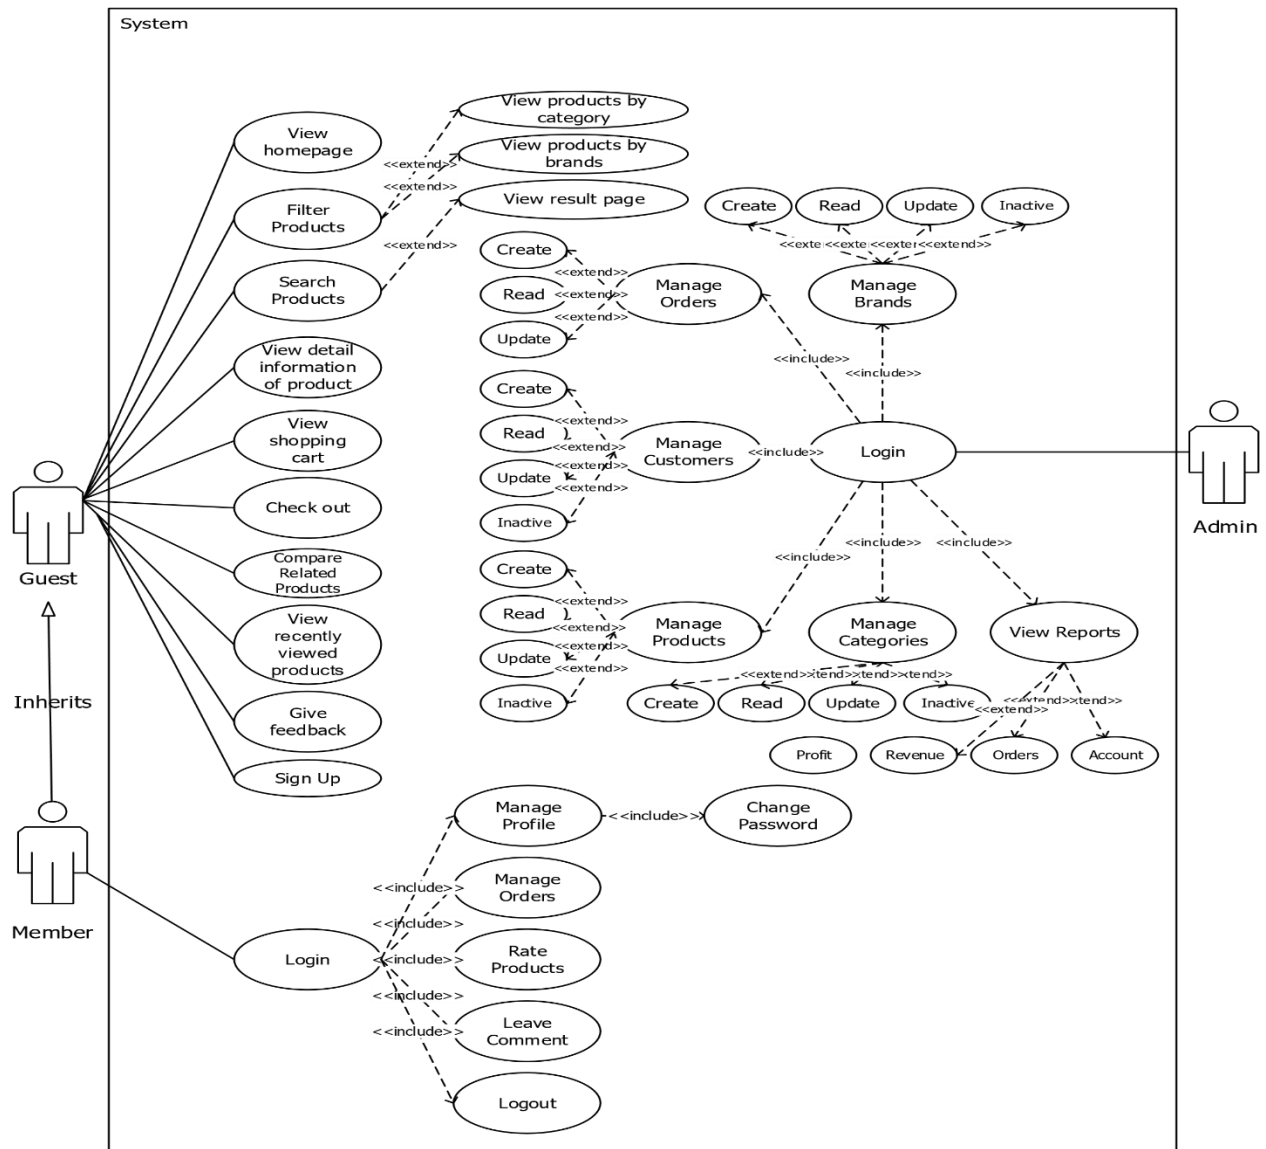 System
View products by
category
View
homepage
<<extend>>
View products by
brands
<<extend>>
Filter
Products
View result page
Create
Read
Update
Inactive
<<extend>>
<<extend>>
Search
Products
Create
<<extend>>
Read
<<extend>>
Update
<<extend>>
Manage
Orders
Manage
Brands
View detail
information
of product
<<include>>
<<include>>
Create
<<extend>>
Read
<<extend>>
Update
<<extend>>
Inactive
<<extend>>
Manage
Customers
<<include>>
Login
View
shopping
cart
Check out
Guest
Admin
<<include>>
<<include>>
<<include>>
Compare
Related
Products
Create
<<extend>>
Read
<<extend>>
Update
<<extend>>
Inactive
<<extend>>
Manage
Products
Manage
Categories
View Reports
View
recently
viewed
products
<<extend>>
Create
Read
Update
Inactive
<<extend>>
Inherits
Give
feedback
Profit
Revenue
Orders
Account
Sign Up
Manage
Profile
<<include>>
Change
Password
Member
<<include>>
Manage
Orders
<<include>>
Login
<<include>>
Rate
Products
<<include>>
<<include>>
Leave
Comment
Logout